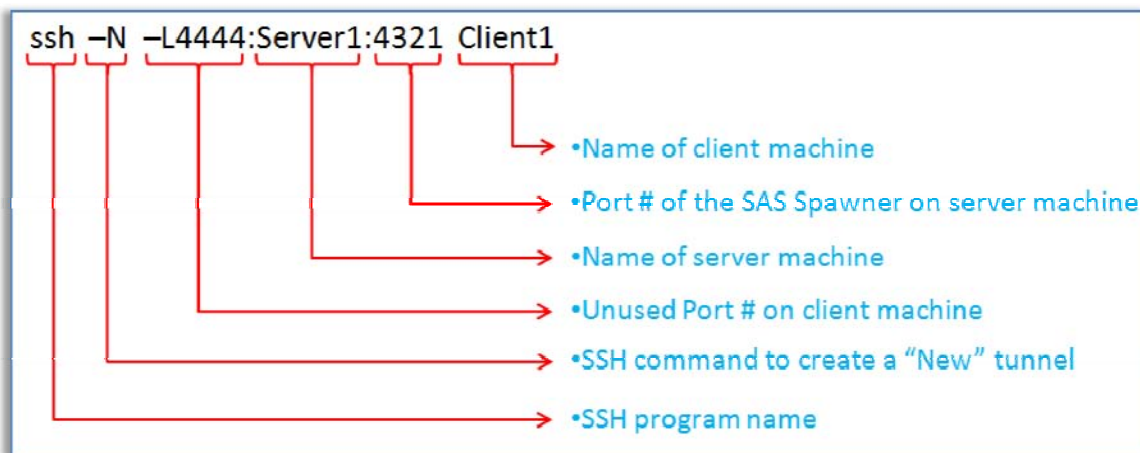 ssh –N –L4444:Server1:4321 Client1
•Name of client machine
•Port # of the SAS Spawner on server machine
•Name of server machine
•Unused Port # on client machine
•SSH command to create a “New” tunnel
•SSH program name